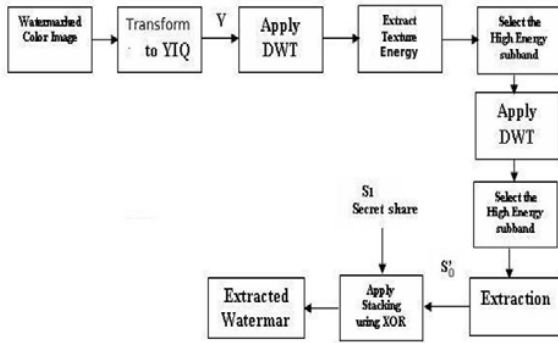 Watermarked
Color Image
Transform
to YIQ
Y
Apply
DWT
Extract
Texture
Energy
Select the
High Energy
subband
Apply
DWT
Select the
High Energy
subband
Extraction
S'0
S1
Secret share
Apply
Stacking
using XOR
Extracted
Watermar